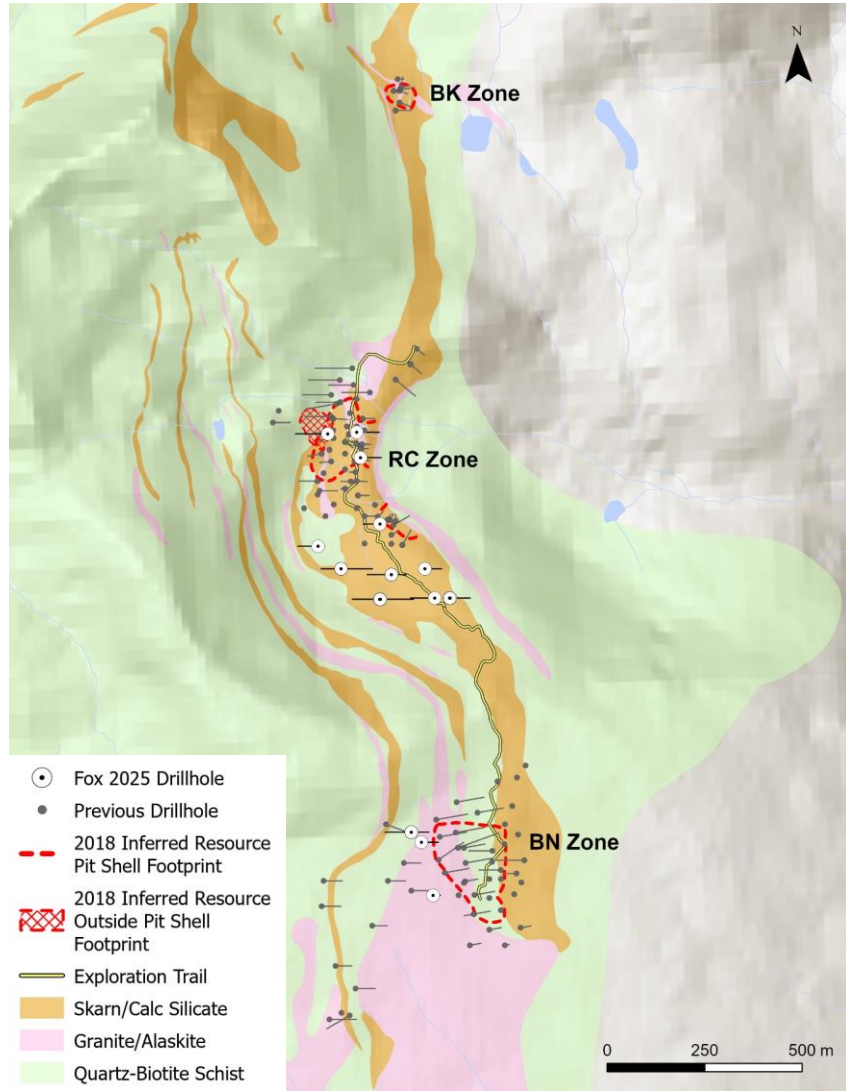 N
BK Zone
RC Zone
BN Zone
Fox 2025 Drillhole
Previous Drillhole
2018 Inferred Resource
Pit Shell Footprint
2018 Inferred Resource
Outside Pit Shell
Footprint
Exploration Trail
Skarn/Calc Silicate
Granite/Alaskite
Quartz-Biotite Schist
0 250 500 m